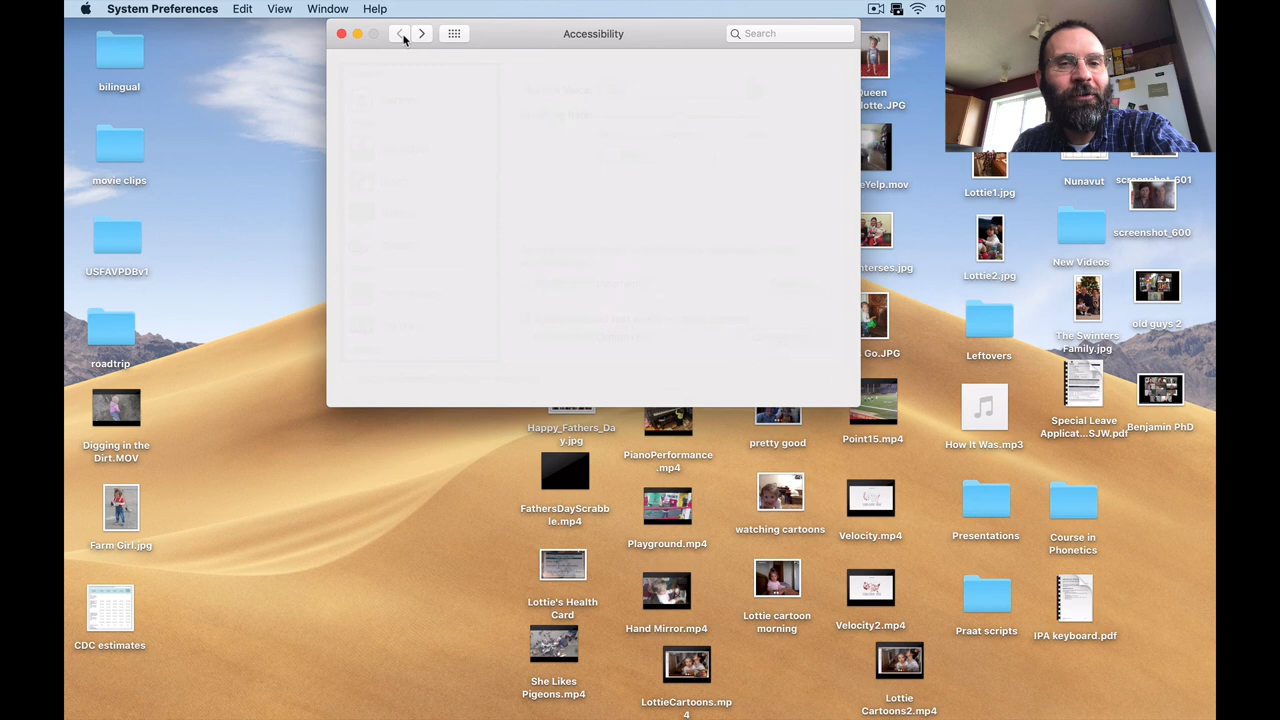 System Preferences Edit View Window Help
10
Accessibility
Search
bilingual
movie clips
USFAVPDBv1
roadtrip
Digging in the
Dirt.MOV
Farm Girl.jpg
CDC estimates
Happy_Fathers_Da
y.jpg
FathersDayScrabb
le.mp4
Lottie's Health
Card
She Likes
Pigeons.mp4
PianoPerformance
.mp4
Playground.mp4
Hand Mirror.mp4
LottieCartoons.mp
4
pretty good
watching cartoons
Lottie cartoon
morning
Queen
lotte.JPG
eYelp.mov
nterses.jpg
Go.JPG
Point15.mp4
Velocity.mp4
Velocity2.mp4
Lottie
Cartoons2.mp4
Lottie1.jpg
Lottie2.jpg
Leftovers
How It Was.mp3
Presentations
Praat scripts
Nunavut
New Videos
The Swinters
Family.jpg
Special Leave
Applicat...SJW.pdf
Course in
Phonetics
IPA keyboard.pdf
screenshot_601
screenshot_600
old guys 2
Benjamin PhD